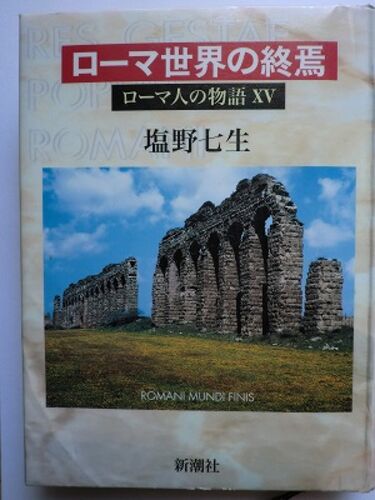 RES GESTAE
ローマ世界の終焉
POP
ローマ人の物語 XV
ROMANI
塩野七生
ROMANI MUNDI FINIS
新潮社